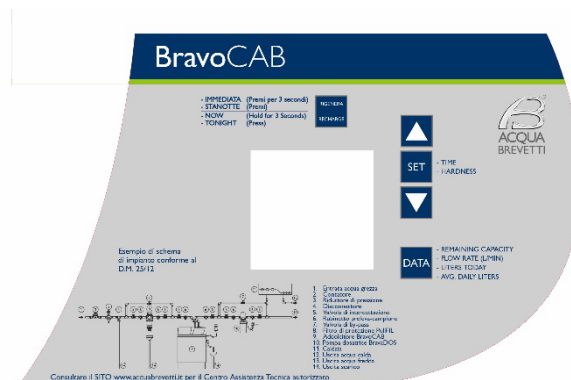 BravoCAB
- IMMEDIATA (Premi per 3 secondi)
- STANOTTE (Premi)
- NOW (Hold for 3 Seconds)
- TONIGHT (Press)
RIGENERA
RECHARGE
ACQUA
BREVETTI
SET
- TIME
- HARDNESS
DATA
- REMAINING CAPACITY
- FLOW RATE (L/MIN)
- LITERS TODAY
- AVG. DAILY LITERS
Esempio di schema
di impianto conforme al
D.M. 25/12
1. Entrata acqua grezza
2. Contatore
3. Riduttore di pressione
4. Disconnettore
5. Valvola di intercettazione
6. Rubinetto prelievo campione
7. Valvola di by-pass
8. Filtro di protezione PuliFIL
9. Addolcitore BravoCAB
10. Pompa dosatrice BravoDOS
11. Caldaia
12. Uscita acqua calda
13. Uscita acqua fredda
14. Uscita scarico
Consultare il SITO www.acquabrevetti.it per il Centro Assistenza Tecnica autorizzato